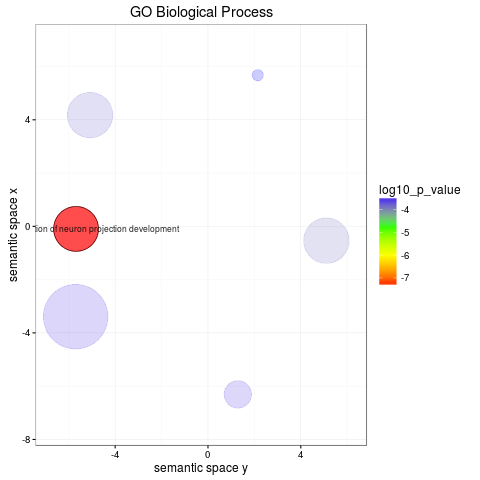 GO Biological Process
semantic space x
4
0
-4
-8
of neuron projection development
-4
0
4
semantic space y
log10_p_value
-4
-5
-6
-7